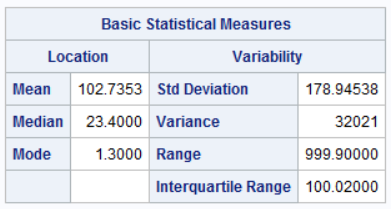 Basic Statistical Measures
Location Variability
Mean 102.7353 Std Deviation 178.94538
Median 23.4000 Variance 32021
Mode 1.3000 Range 999.90000
Interquartile Range 100.02000